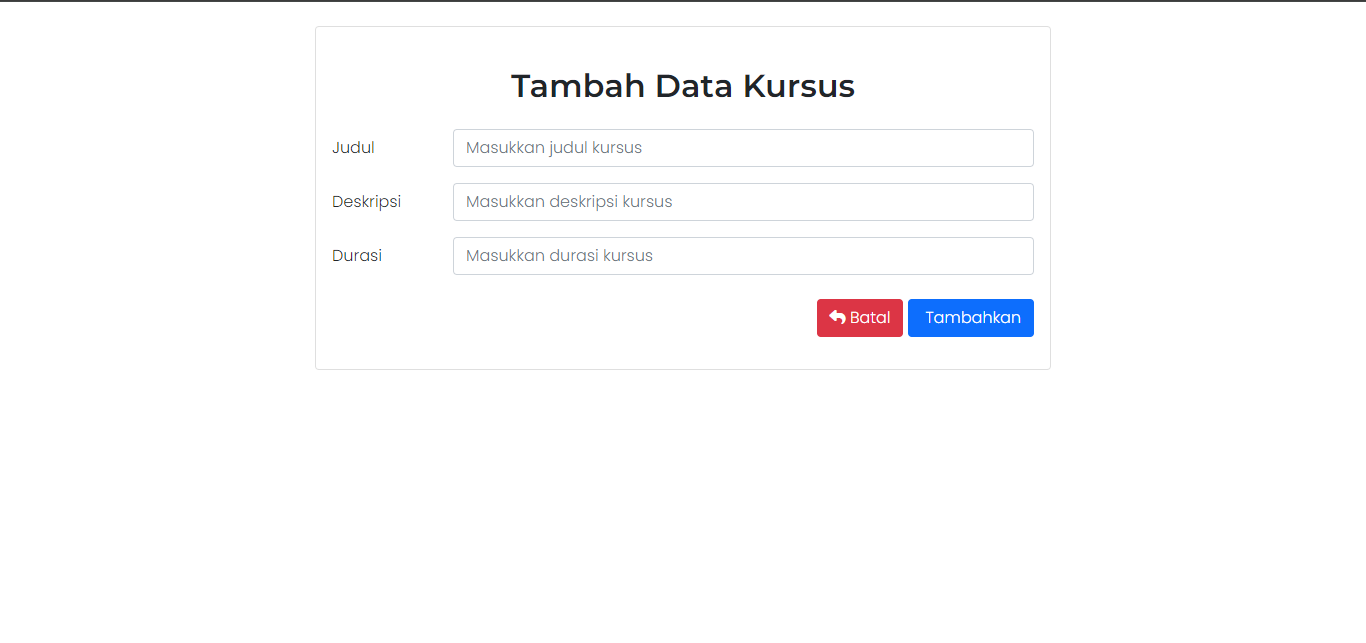 Tambah Data Kursus
Judul Masukkan judul kursus
Deskripsi Masukkan deskripsi kursus
Durasi Masukkan durasi kursus
Batal Tambahkan